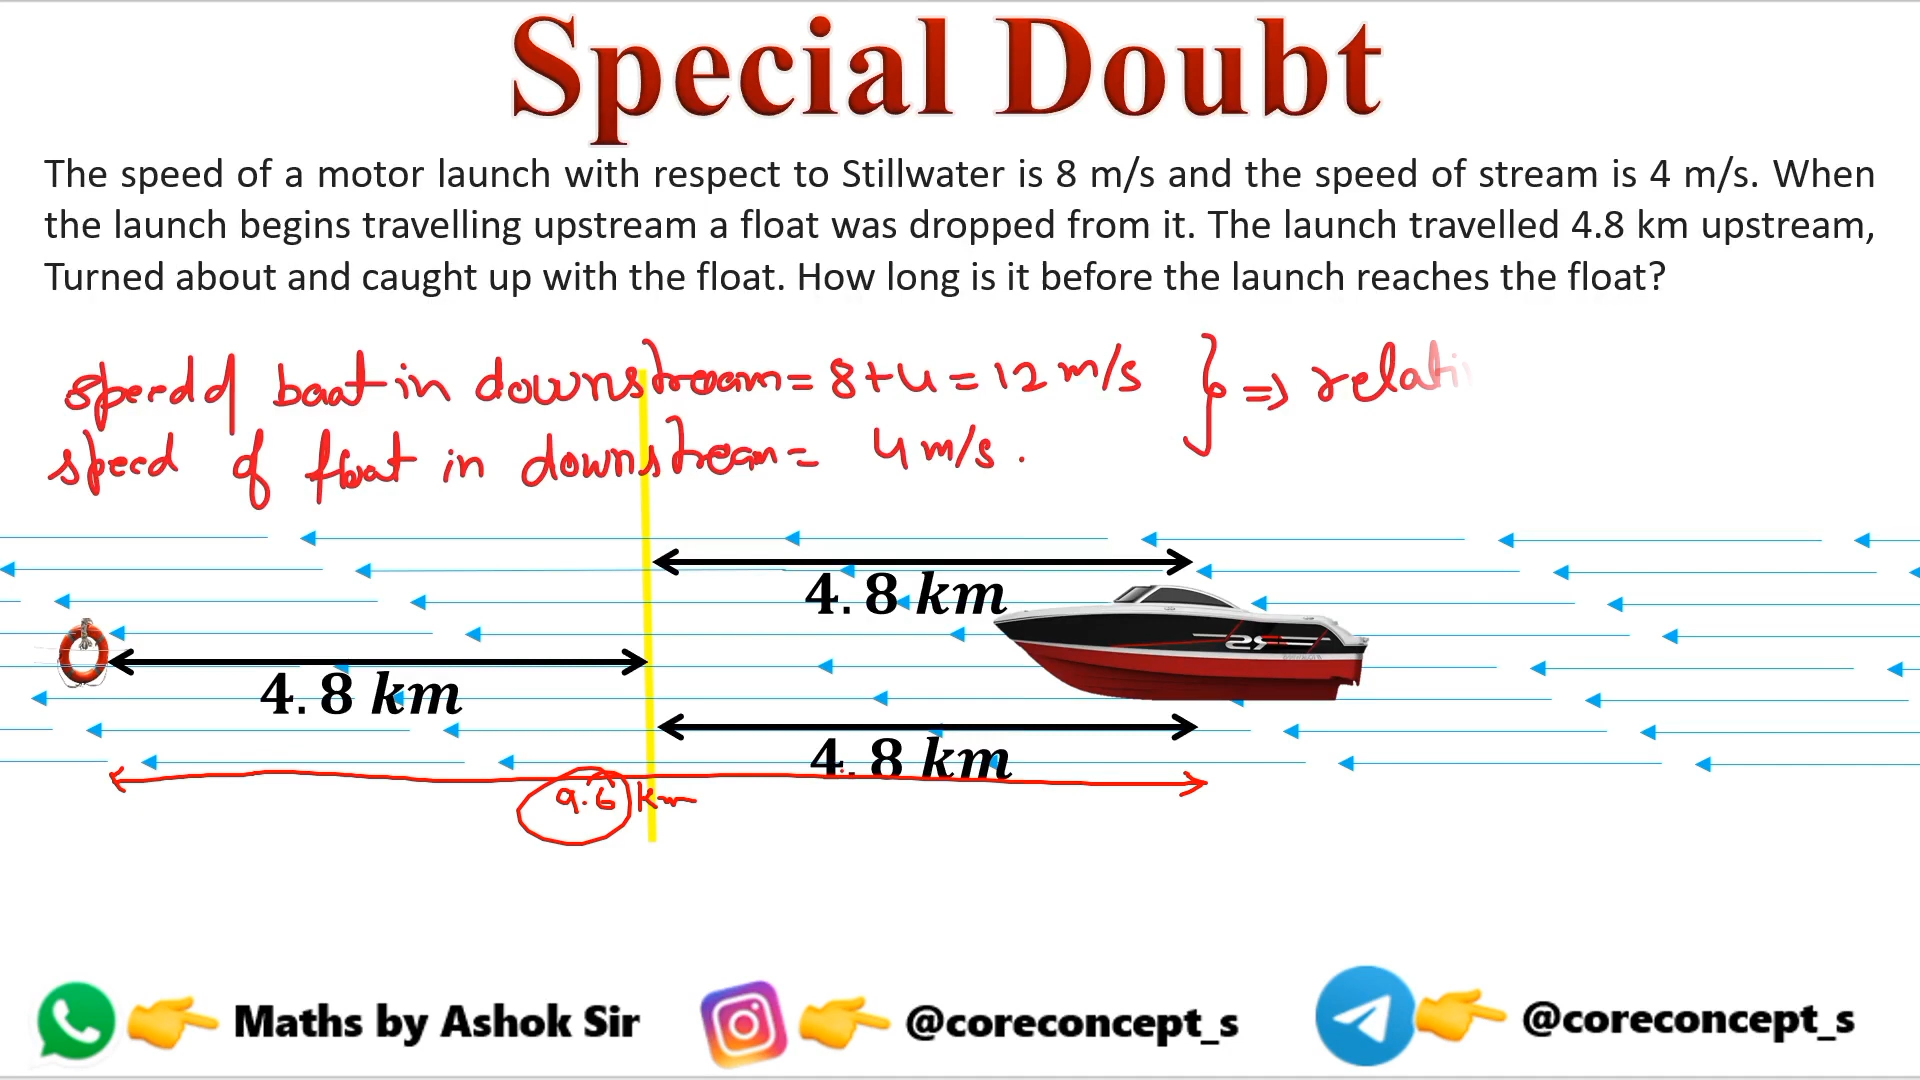 Special Doubt
The speed of a motor launch with respect to Stillwater is 8 m/s and the speed of stream is 4 m/s. When
the launch begins travelling upstream a float was dropped from it. The launch travelled 4.8 km upstream,
Turned about and caught up with the float. How long is it before the launch reaches the float?
speed of boat in downstream = 8+4 = 12 m/s } => relati
speed of float in downstream = 4 m/s .
4.8 km
4.8 km
4.8 km
9.6 km
Maths by Ashok Sir @coreconcept_s @coreconcept_s